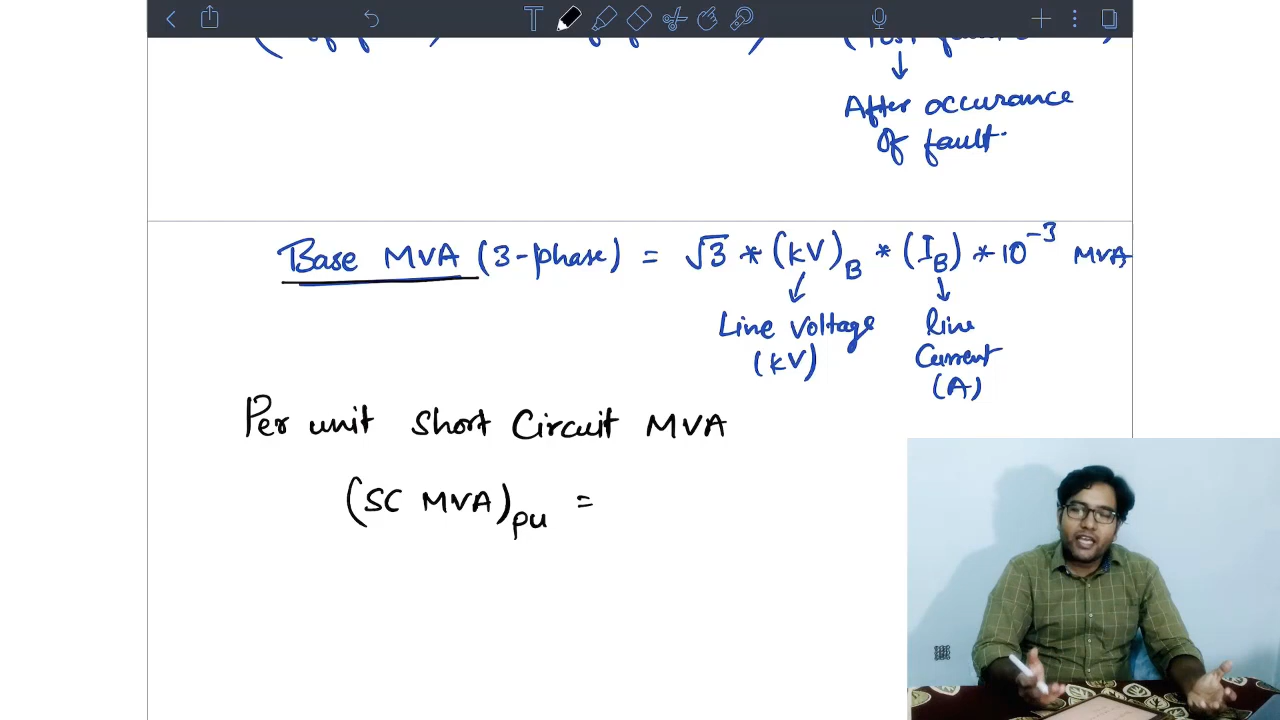 After occurance
Of fault.
Base MVA (3-phase) = √3 * (kV)B * (IB) * 10^-3 MVA
Line Voltage
(kV)
line
Current
(A)
Per unit Short Circuit MVA
(SC MVA)pu =